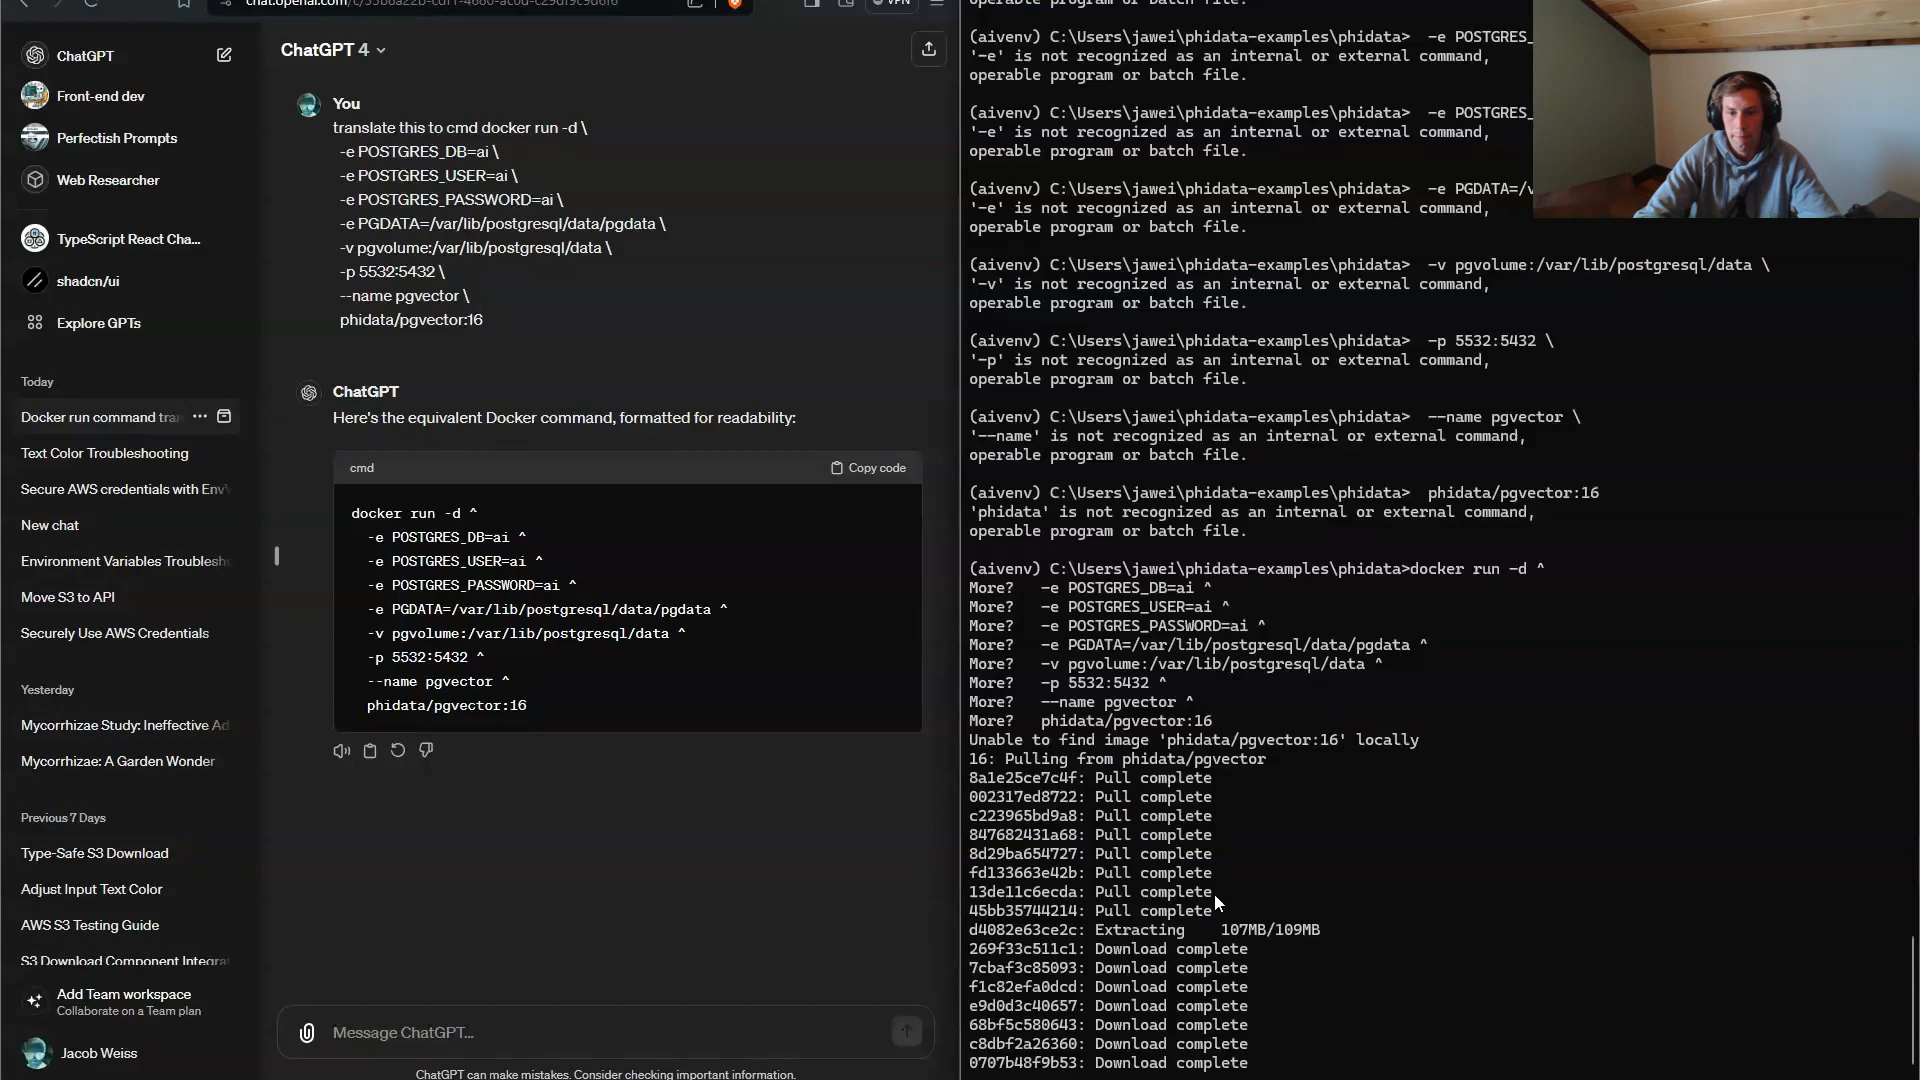 chat.openai.com/c/
VPN
ChatGPT
Front-end dev
Perfectish Prompts
Web Researcher
TypeScript React Cha...
shadcn/ui
Explore GPTs
Today
Docker run command tra
Text Color Troubleshooting
Secure AWS credentials with Env
New chat
Environment Variables Troublesh
Move S3 to API
Securely Use AWS Credentials
Yesterday
Mycorrhizae Study: Ineffective Ad
Mycorrhizae: A Garden Wonder
Previous 7 Days
Type-Safe S3 Download
Adjust Input Text Color
AWS S3 Testing Guide
S3 Download Component Integra
Add Team workspace
Collaborate on a Team plan
Jacob Weiss
ChatGPT 4
You
translate this to cmd docker run -d \
-e POSTGRES_DB=ai \
-e POSTGRES_USER=ai \
-e POSTGRES_PASSWORD=ai \
-e PGDATA=/var/lib/postgresql/data/pgdata \
-v pgvolume:/var/lib/postgresql/data \
-p 5532:5432 \
--name pgvector \
phidata/pgvector:16
ChatGPT
Here's the equivalent Docker command, formatted for readability:
cmd
Copy code
docker run -d ^
-e POSTGRES_DB=ai ^
-e POSTGRES_USER=ai ^
-e POSTGRES_PASSWORD=ai ^
-e PGDATA=/var/lib/postgresql/data/pgdata ^
-v pgvolume:/var/lib/postgresql/data ^
-p 5532:5432 ^
--name pgvector ^
phidata/pgvector:16
Message ChatGPT...
ChatGPT can make mistakes. Consider checking important information.
operable program or batch file.
(aivenv) C:\Users\jawei\phidata-examples\phidata>  -e POSTGRES_
'-e' is not recognized as an internal or external command,
operable program or batch file.
(aivenv) C:\Users\jawei\phidata-examples\phidata>  -e POSTGRES_
'-e' is not recognized as an internal or external command,
operable program or batch file.
(aivenv) C:\Users\jawei\phidata-examples\phidata>  -e PGDATA=/v
'-e' is not recognized as an internal or external command,
operable program or batch file.
(aivenv) C:\Users\jawei\phidata-examples\phidata>  -v pgvolume:/var/lib/postgresql/data \
'-v' is not recognized as an internal or external command,
operable program or batch file.
(aivenv) C:\Users\jawei\phidata-examples\phidata>  -p 5532:5432 \
'-p' is not recognized as an internal or external command,
operable program or batch file.
(aivenv) C:\Users\jawei\phidata-examples\phidata>  --name pgvector \
'--name' is not recognized as an internal or external command,
operable program or batch file.
(aivenv) C:\Users\jawei\phidata-examples\phidata>  phidata/pgvector:16
'phidata' is not recognized as an internal or external command,
operable program or batch file.
(aivenv) C:\Users\jawei\phidata-examples\phidata>docker run -d ^
More?   -e POSTGRES_DB=ai ^
More?   -e POSTGRES_USER=ai ^
More?   -e POSTGRES_PASSWORD=ai ^
More?   -e PGDATA=/var/lib/postgresql/data/pgdata ^
More?   -v pgvolume:/var/lib/postgresql/data ^
More?   -p 5532:5432 ^
More?   --name pgvector ^
More?   phidata/pgvector:16
Unable to find image 'phidata/pgvector:16' locally
16: Pulling from phidata/pgvector
8a1e25ce7c4f: Pull complete
002317ed8722: Pull complete
c223965bd9a8: Pull complete
847682431a68: Pull complete
8d29ba654727: Pull complete
fd133663e42b: Pull complete
13de11c6ecda: Pull complete
45bb35744214: Pull complete
d4082e63ce2c: Extracting    107MB/109MB
269f33c511c1: Download complete
7cbaf3c85093: Download complete
f1c82efa0dcd: Download complete
e9d0d3c40657: Download complete
68bf5c580643: Download complete
c8dbf2a26360: Download complete
0707b48f9b53: Download complete